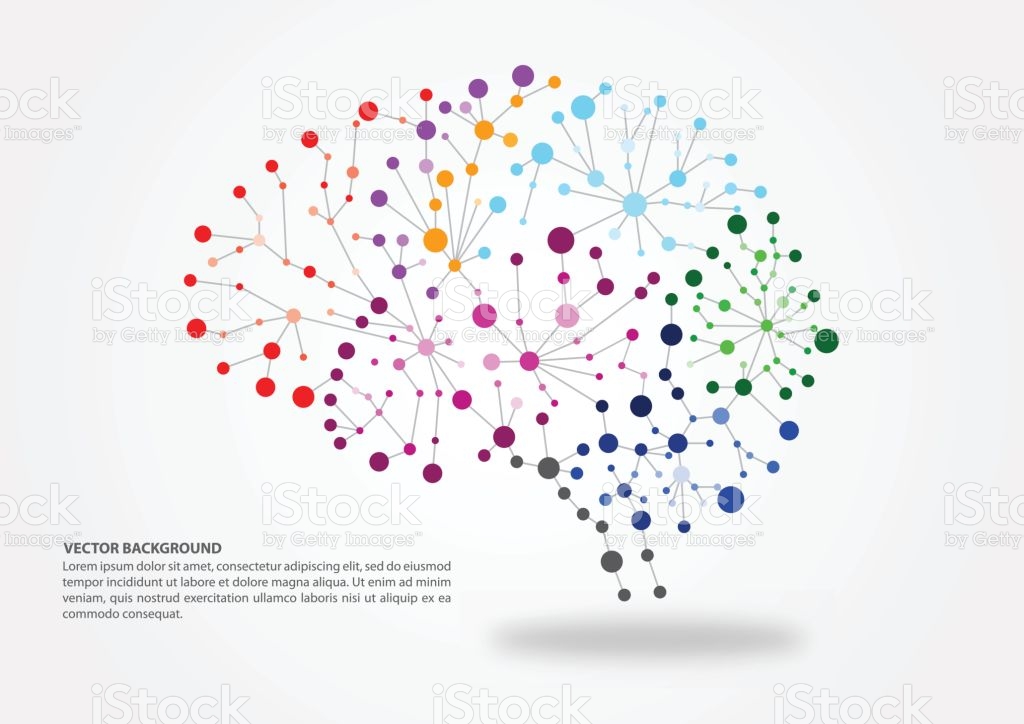 iStock
by Getty Images™
VECTOR BACKGROUND
Lorem ipsum dolor sit amet, consectetur adipiscing elit, sed do eiusmod
tempor incididunt ut labore et dolore magna aliqua. Ut enim ad minim
veniam, quis nostrud exercitation ullamco laboris nisi ut aliquip ex ea
commodo consequat.